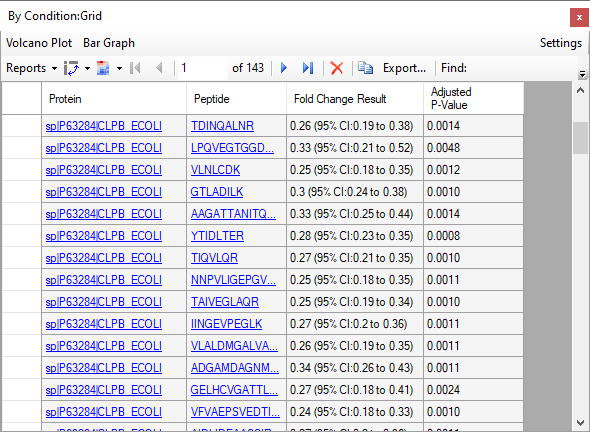 By Condition:Grid
Volcano Plot Bar Graph Settings
Reports 1 of 143 Export... Find:
Protein Peptide Fold Change Result Adjusted P-Value
sp|P63284|CLPB_ECOLI TDINQALNR 0.26 (95% CI:0.19 to 0.38) 0.0014
sp|P63284|CLPB_ECOLI LPQVEGTGGD... 0.33 (95% CI:0.21 to 0.52) 0.0048
sp|P63284|CLPB_ECOLI VLNLCDK 0.25 (95% CI:0.18 to 0.35) 0.0012
sp|P63284|CLPB_ECOLI GTLADILK 0.3 (95% CI:0.24 to 0.38) 0.0010
sp|P63284|CLPB_ECOLI AAGATTANITQ... 0.33 (95% CI:0.25 to 0.44) 0.0014
sp|P63284|CLPB_ECOLI YTIDLTER 0.28 (95% CI:0.23 to 0.35) 0.0008
sp|P63284|CLPB_ECOLI TIQVLQR 0.27 (95% CI:0.21 to 0.35) 0.0010
sp|P63284|CLPB_ECOLI NNPVLIGEPGV... 0.25 (95% CI:0.18 to 0.35) 0.0011
sp|P63284|CLPB_ECOLI TAIVEGLAQR 0.25 (95% CI:0.19 to 0.34) 0.0010
sp|P63284|CLPB_ECOLI IINGEVPEGLK 0.27 (95% CI:0.2 to 0.36) 0.0011
sp|P63284|CLPB_ECOLI VLALDMGALVA... 0.26 (95% CI:0.19 to 0.35) 0.0011
sp|P63284|CLPB_ECOLI ADGAMDAGNM... 0.34 (95% CI:0.26 to 0.43) 0.0011
sp|P63284|CLPB_ECOLI GELHCVGATTL... 0.27 (95% CI:0.18 to 0.41) 0.0024
sp|P63284|CLPB_ECOLI VFVAEPSVEDTI... 0.24 (95% CI:0.18 to 0.33) 0.0010